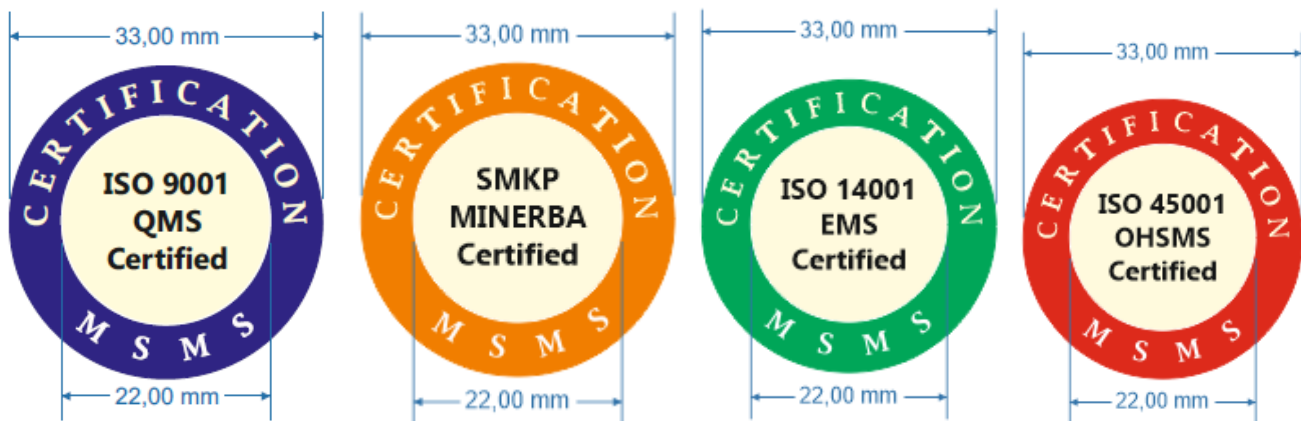 33,00 mm
CERTIFICATION
ISO 9001
QMS
Certified
MSMS
22,00 mm
33,00 mm
CERTIFICATION
SMKP
MINERBA
Certified
MSMS
22,00 mm
33,00 mm
CERTIFICATION
ISO 14001
EMS
Certified
MSMS
22,00 mm
33,00 mm
CERTIFICATION
ISO 45001
OHSMS
Certified
MSMS
22,00 mm